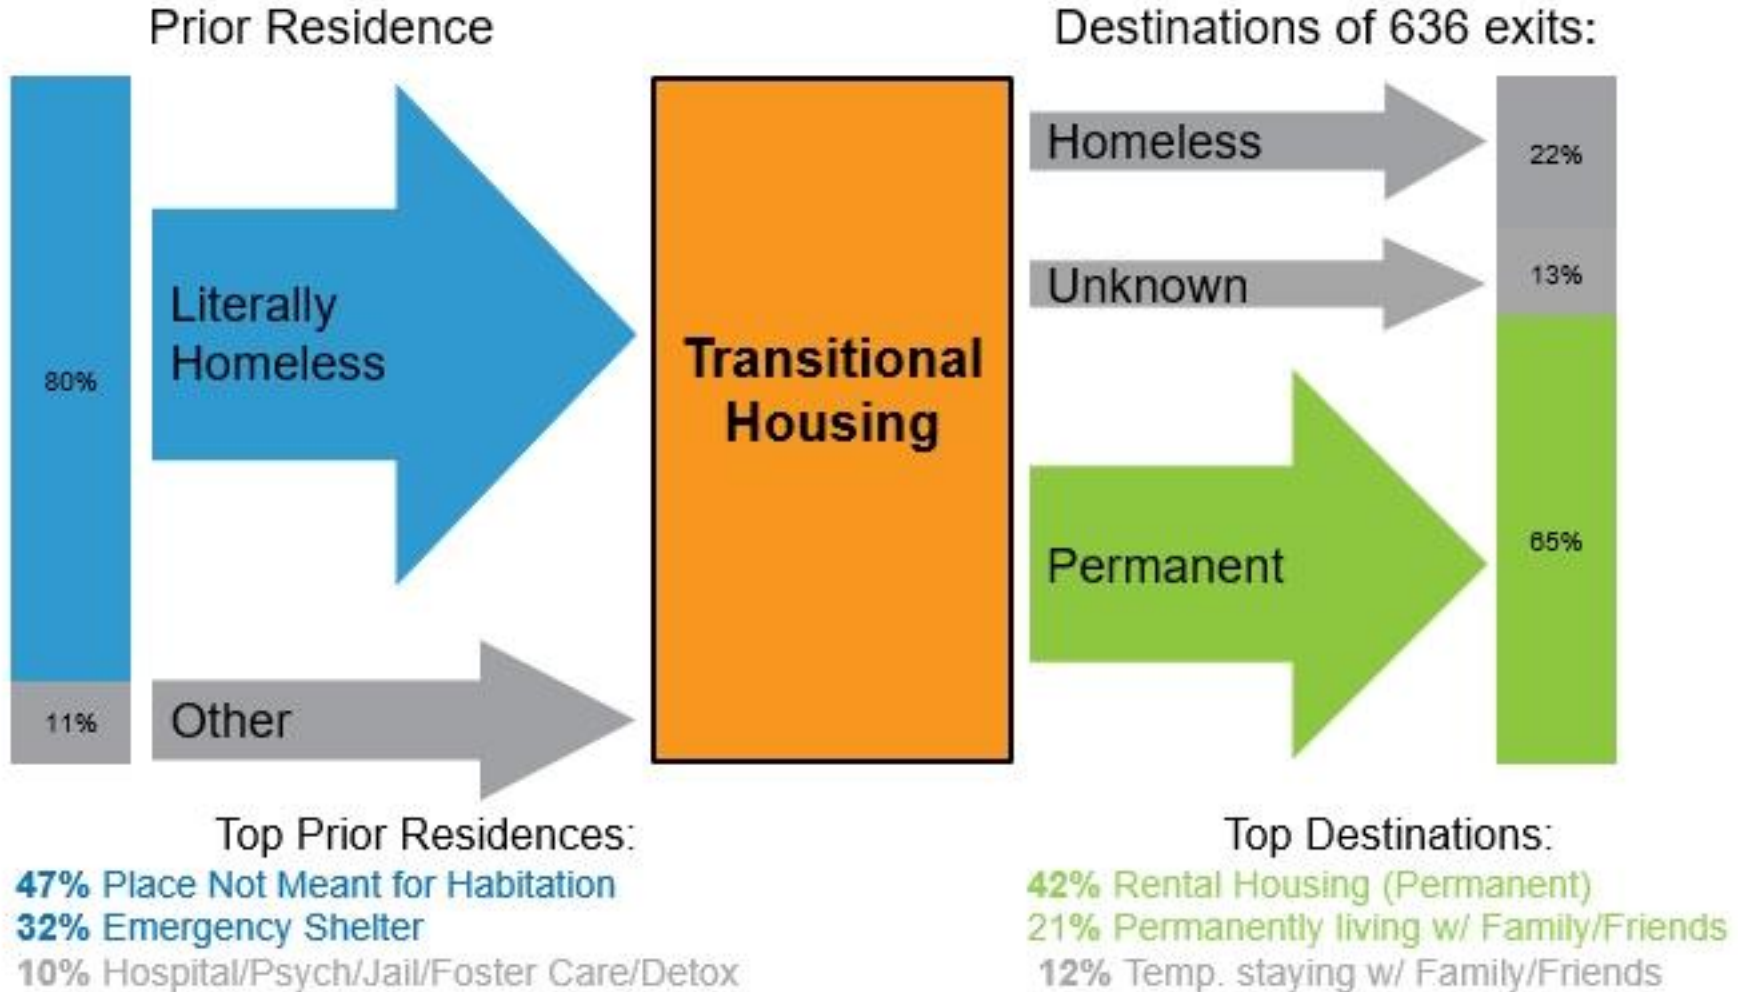 Prior Residence
Destinations of 636 exits:
80%
Literally
Homeless
11%
Other
Transitional
Housing
Homeless
22%
Unknown
13%
Permanent
65%
Top Prior Residences:
47% Place Not Meant for Habitation
32% Emergency Shelter
10% Hospital/Psych/Jail/Foster Care/Detox
Top Destinations:
42% Rental Housing (Permanent)
21% Permanently living w/ Family/Friends
12% Temp. staying w/ Family/Friends